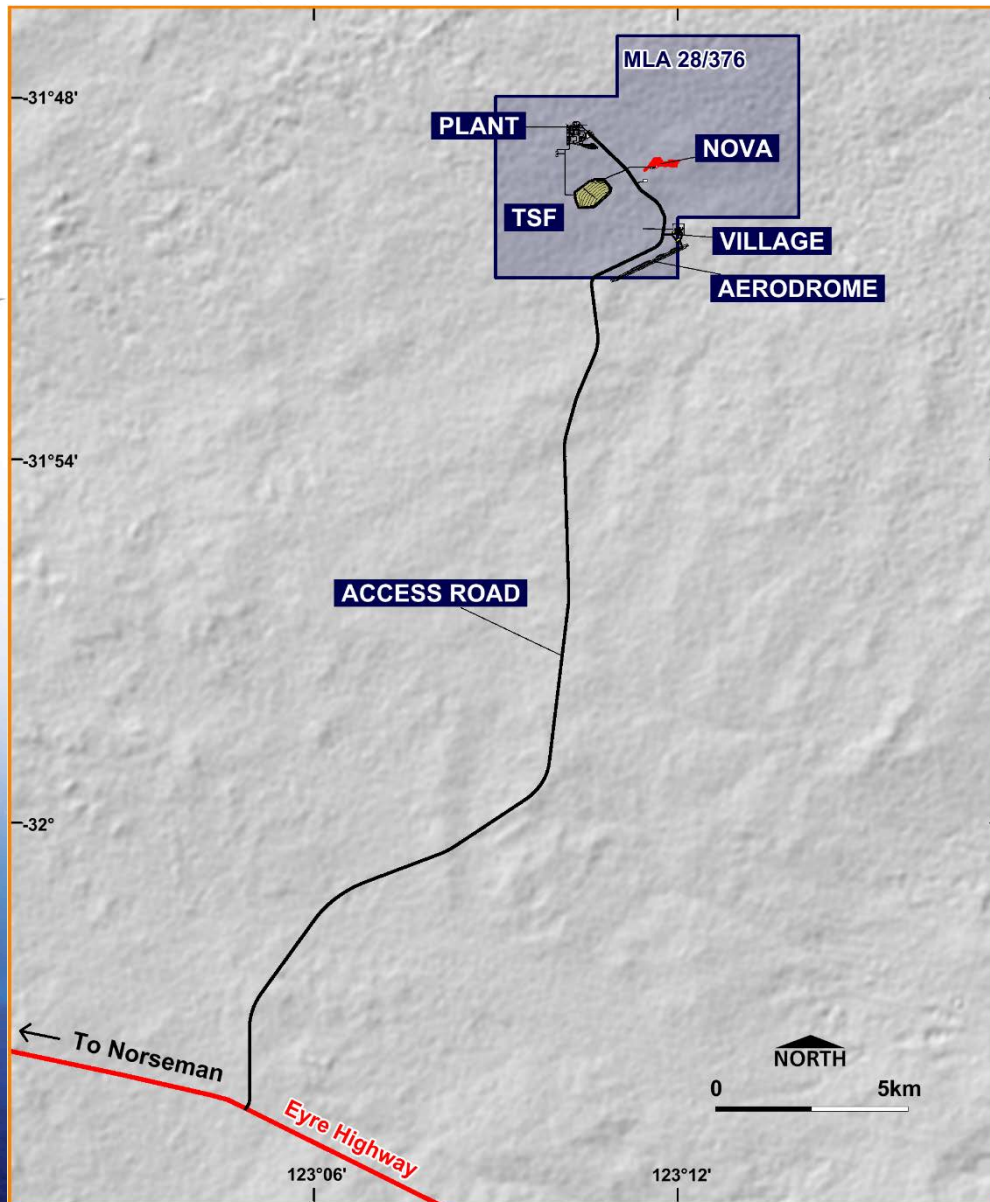 MLA 28/376
-31°48'
PLANT
NOVA
TSF
VILLAGE
AERODROME
-31°54'
ACCESS ROAD
-32°
To Norseman
NORTH
0 5km
Eyre Highway
123°06' 123°12'